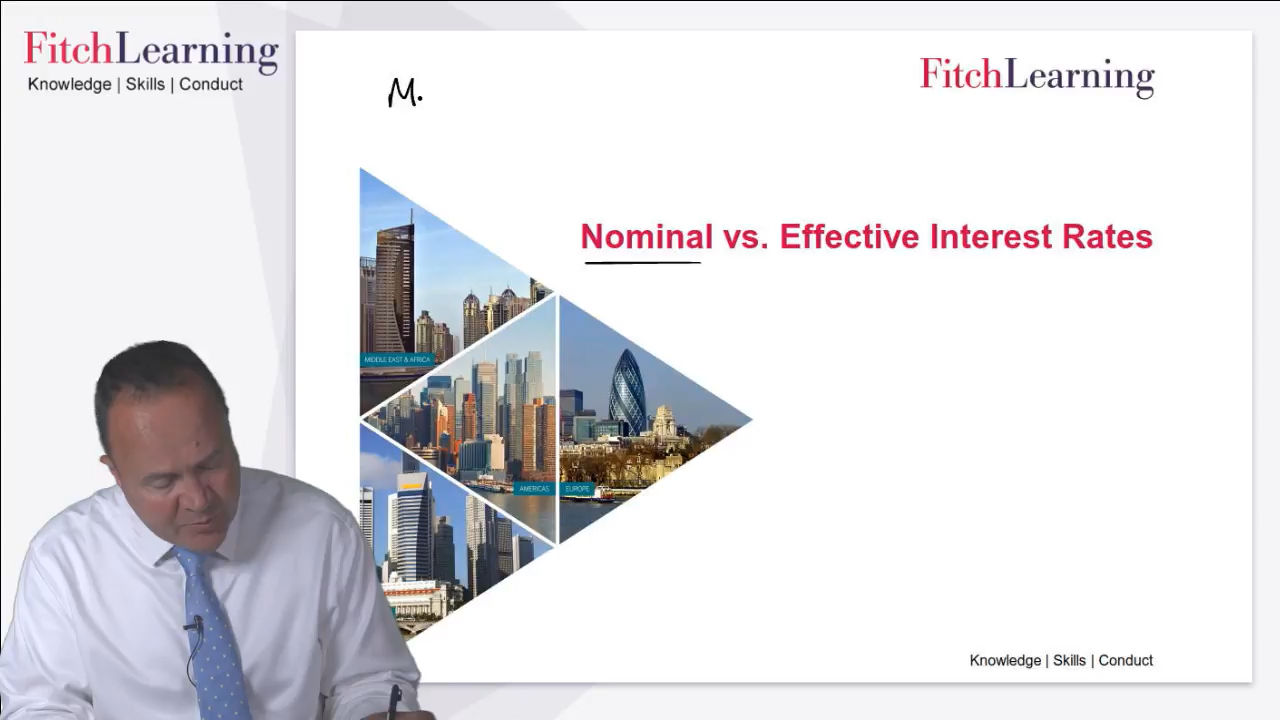 FitchLearning
Knowledge | Skills | Conduct
FitchLearning
M.
Nominal vs. Effective Interest Rates
MIDDLE EAST & AFRICA
AMERICAS
EUROPE
Knowledge | Skills | Conduct